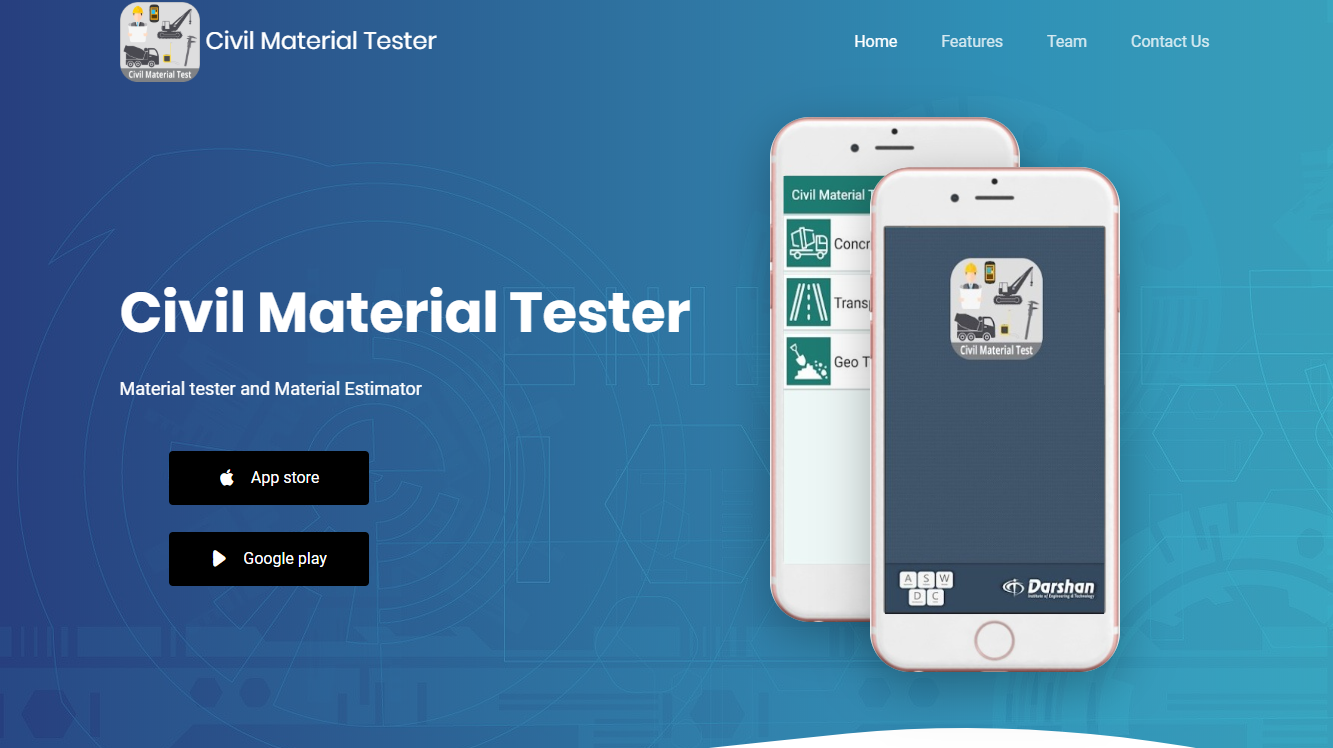 Civil Material Test
Civil Material Tester
Home
Features
Team
Contact Us
Civil Material Tester
Material tester and Material Estimator
App store
Google play
Civil Material T
Concr
Trans
Geo T
Civil Material Test
A S W
D C
Darshan
Institute of Engineering & Technology